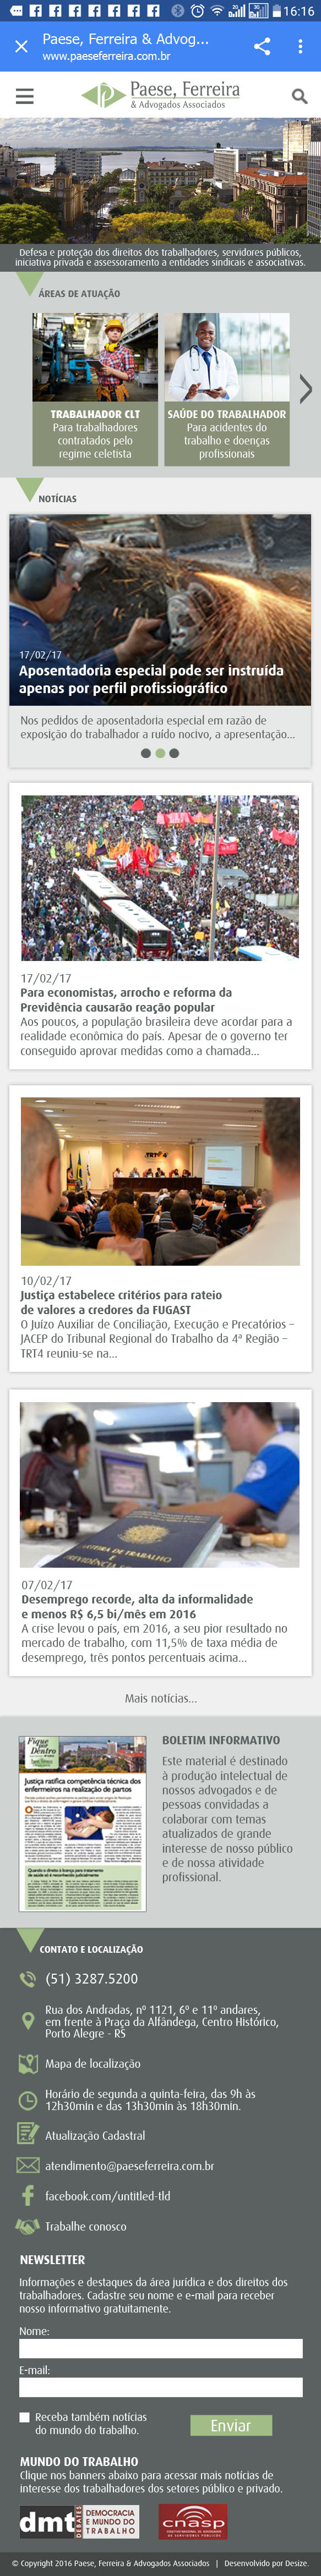 16:16
Paese, Ferreira & Advog...
www.paeseferreira.com.br
Paese, Ferreira
& Advogados Associados
Defesa e proteção dos direitos dos trabalhadores, servidores públicos,
iniciativa privada e assessoramento a entidades sindicais e associativas.
ÁREAS DE ATUAÇÃO
TRABALHADOR CLT
Para trabalhadores
contratados pelo
regime celetista
SAÚDE DO TRABALHADOR
Para acidentes do
trabalho e doenças
profissionais
NOTÍCIAS
17/02/17
Aposentadoria especial pode ser instruída
apenas por perfil profissiográfico
Nos pedidos de aposentadoria especial em razão de
exposição do trabalhador a ruído nocivo, a apresentação...
17/02/17
Para economistas, arrocho e reforma da
Previdência causarão reação popular
Aos poucos, a população brasileira deve acordar para a
realidade econômica do país. Apesar de o governo ter
conseguido aprovar medidas como a chamada...
TRT4
10/02/17
Justiça estabelece critérios para rateio
de valores a credores da FUGAST
O Juízo Auxiliar de Conciliação, Execução e Precatórios –
JACEP do Tribunal Regional do Trabalho da 4ª Região –
TRT4 reuniu-se na...
07/02/17
Desemprego recorde, alta da informalidade
e menos R$ 6,5 bi/mês em 2016
A crise levou o país, em 2016, a seu pior resultado no
mercado de trabalho, com 11,5% de taxa média de
desemprego, três pontos percentuais acima...
Mais notícias...
Fique por Dentro
Justiça ratifica competência técnica dos
enfermeiros na realização de partos
BOLETIM INFORMATIVO
Este material é destinado
à produção intelectual de
nossos advogados e de
pessoas convidadas a
colaborar com temas
atualizados de grande
interesse de nosso público
e de nossa atividade
profissional.
CONTATO E LOCALIZAÇÃO
(51) 3287.5200
Rua dos Andradas, nº 1121, 6º e 11º andares,
em frente à Praça da Alfândega, Centro Histórico,
Porto Alegre - RS
Mapa de localização
Horário de segunda a quinta-feira, das 9h às
12h30min e das 13h30min às 18h30min.
Atualização Cadastral
atendimento@paeseferreira.com.br
facebook.com/untitled-tld
Trabalhe conosco
NEWSLETTER
Informações e destaques da área jurídica e dos direitos dos
trabalhadores. Cadastre seu nome e e-mail para receber
nosso informativo gratuitamente.
Nome:
E-mail:
Receba também notícias
do mundo do trabalho.
Enviar
MUNDO DO TRABALHO
Clique nos banners abaixo para acessar mais notícias de
interesse dos trabalhadores dos setores público e privado.
dmt DEBATES DEMOCRACIA
E MUNDO DO
TRABALHO
cnasp
© Copyright 2016 Paese, Ferreira & Advogados Associados | Desenvolvido por Desize.